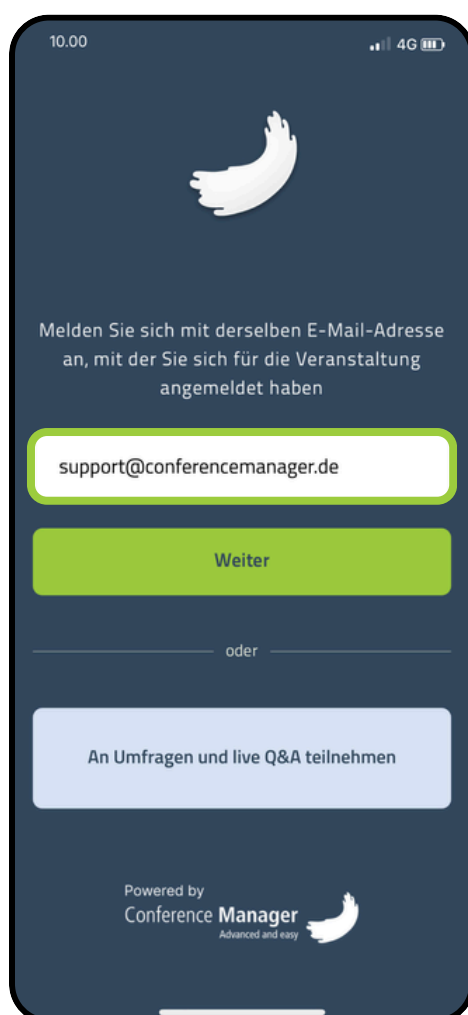 10.00
4G
Melden Sie sich mit derselben E-Mail-Adresse
an, mit der Sie sich für die Veranstaltung
angemeldet haben
support@conferencemanager.de
Weiter
oder
An Umfragen und live Q&A teilnehmen
Powered by
Conference Manager
Advanced and easy